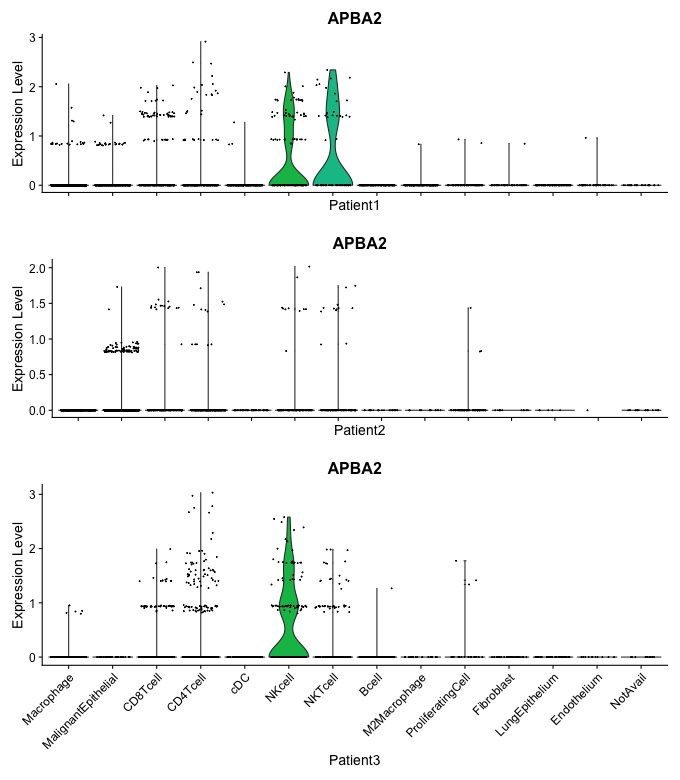 APBA2
Expression Level
3
2
1
0
Patient1
APBA2
Expression Level
2.0
1.5
1.0
0.5
0.0
Patient2
APBA2
Expression Level
3
2
1
0
Macrophage
MalignantEpithelial
CD8Tcell
CD4Tcell
cDC
NKcell
NKTcell
Bcell
M2Macrophage
ProliferatingCell
Fibroblast
LungEpithelium
Endothelium
NotAvail
Patient3